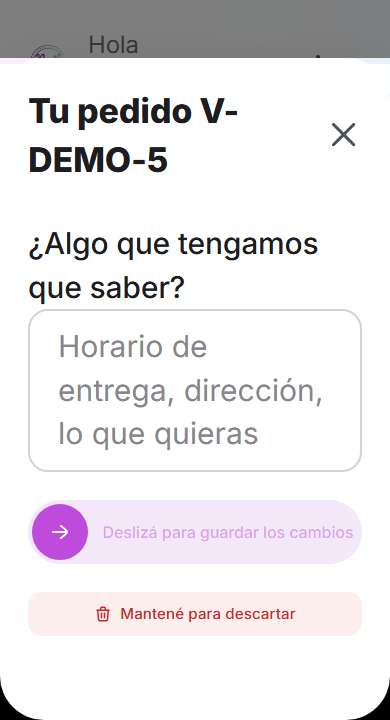 Hola
Tu pedido V-
DEMO-5
¿Algo que tengamos
que saber?
Horario de
entrega, dirección,
lo que quieras
Deslizá para guardar los cambios
Mantené para descartar